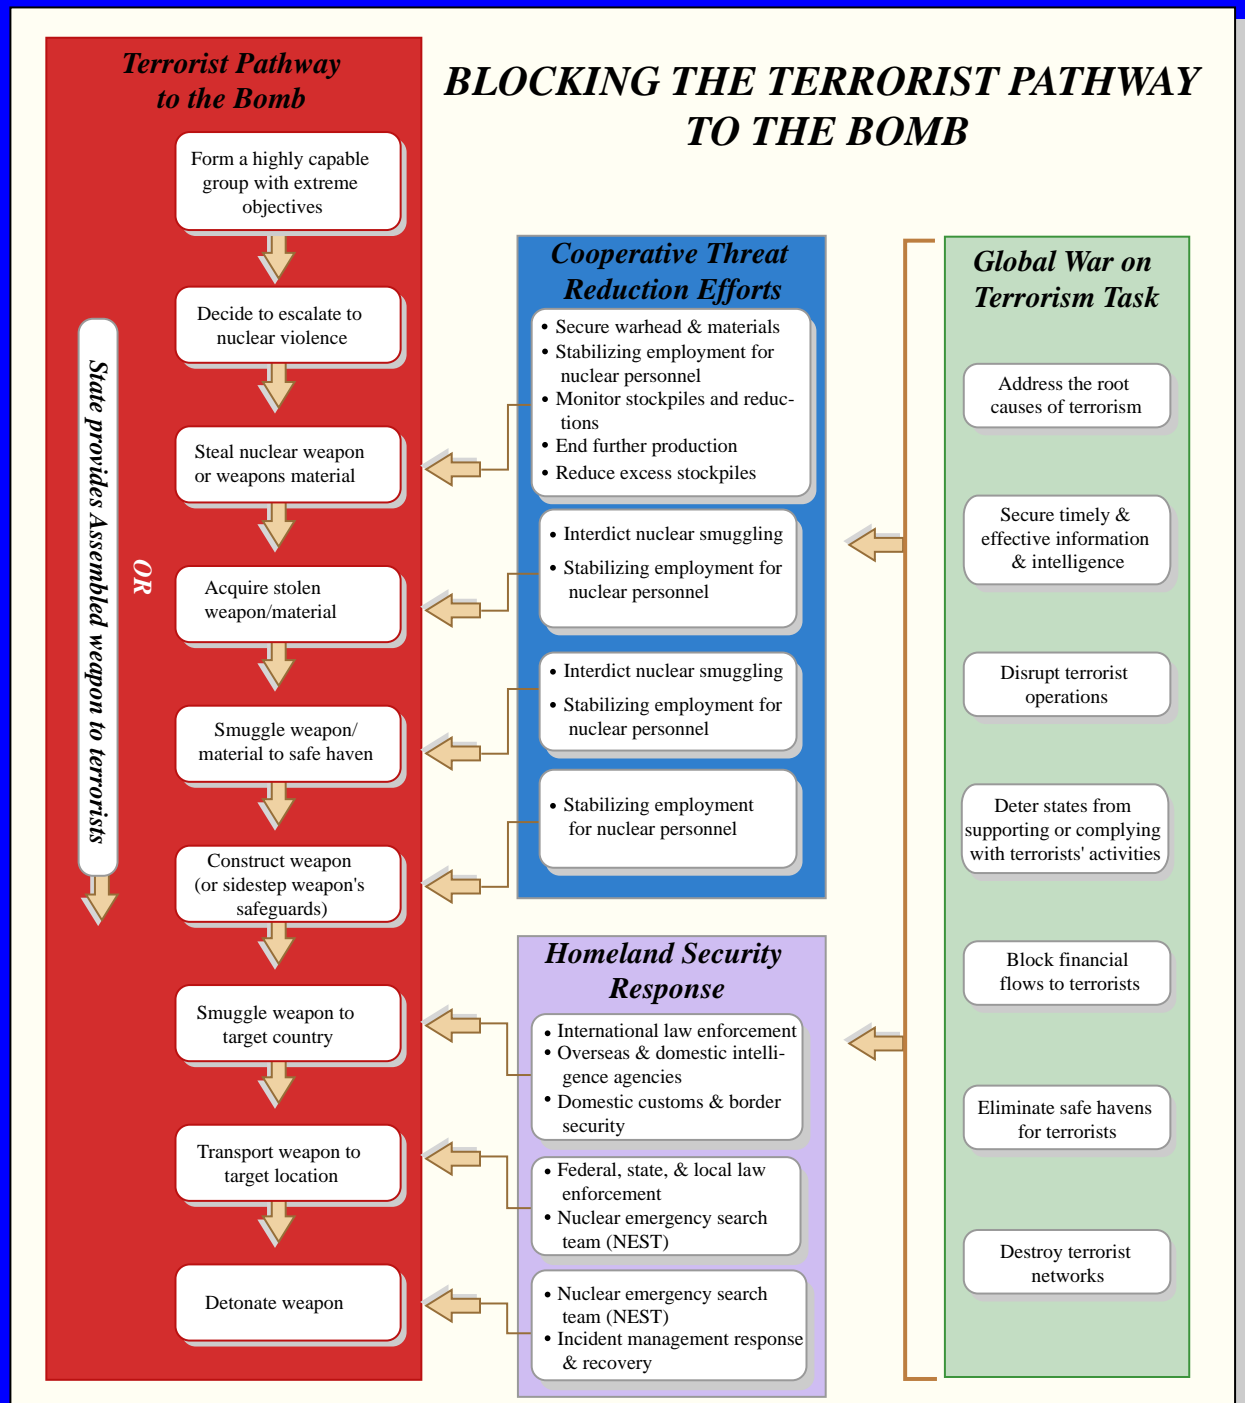 Terrorist Pathway
to the Bomb
BLOCKING THE TERRORIST PATHWAY
TO THE BOMB
Form a highly capable
group with extreme
objectives
Decide to escalate to
nuclear violence
Steal nuclear weapon
or weapons material
Acquire stolen
weapon/material
Smuggle weapon/
material to safe haven
Construct weapon
(or sidestep weapon's
safeguards)
Smuggle weapon to
target country
Transport weapon to
target location
Detonate weapon
State provides Assembled weapon to terrorists
OR
Cooperative Threat
Reduction Efforts
• Secure warhead & materials
• Stabilizing employment for
nuclear personnel
• Monitor stockpiles and reduc-
tions
• End further production
• Reduce excess stockpiles
• Interdict nuclear smuggling
• Stabilizing employment for
nuclear personnel
• Interdict nuclear smuggling
• Stabilizing employment for
nuclear personnel
• Stabilizing employment
for nuclear personnel
Homeland Security
Response
• International law enforcement
• Overseas & domestic intelli-
gence agencies
• Domestic customs & border
security
• Federal, state, & local law
enforcement
• Nuclear emergency search
team (NEST)
• Nuclear emergency search
team (NEST)
• Incident management response
& recovery
Global War on
Terrorism Task
Address the root
causes of terrorism
Secure timely &
effective information
& intelligence
Disrupt terrorist
operations
Deter states from
supporting or complying
with terrorists' activities
Block financial
flows to terrorists
Eliminate safe havens
for terrorists
Destroy terrorist
networks